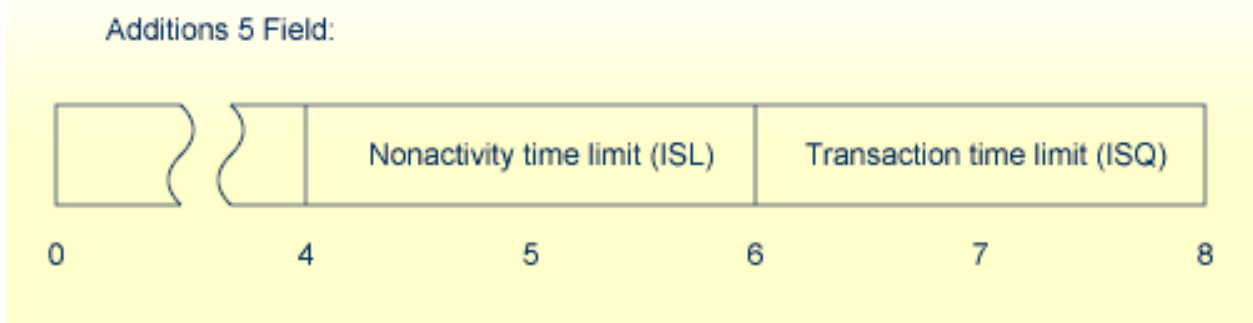 Additions 5 Field:
Nonactivity time limit (ISL) Transaction time limit (ISQ)
0 4 5 6 7 8